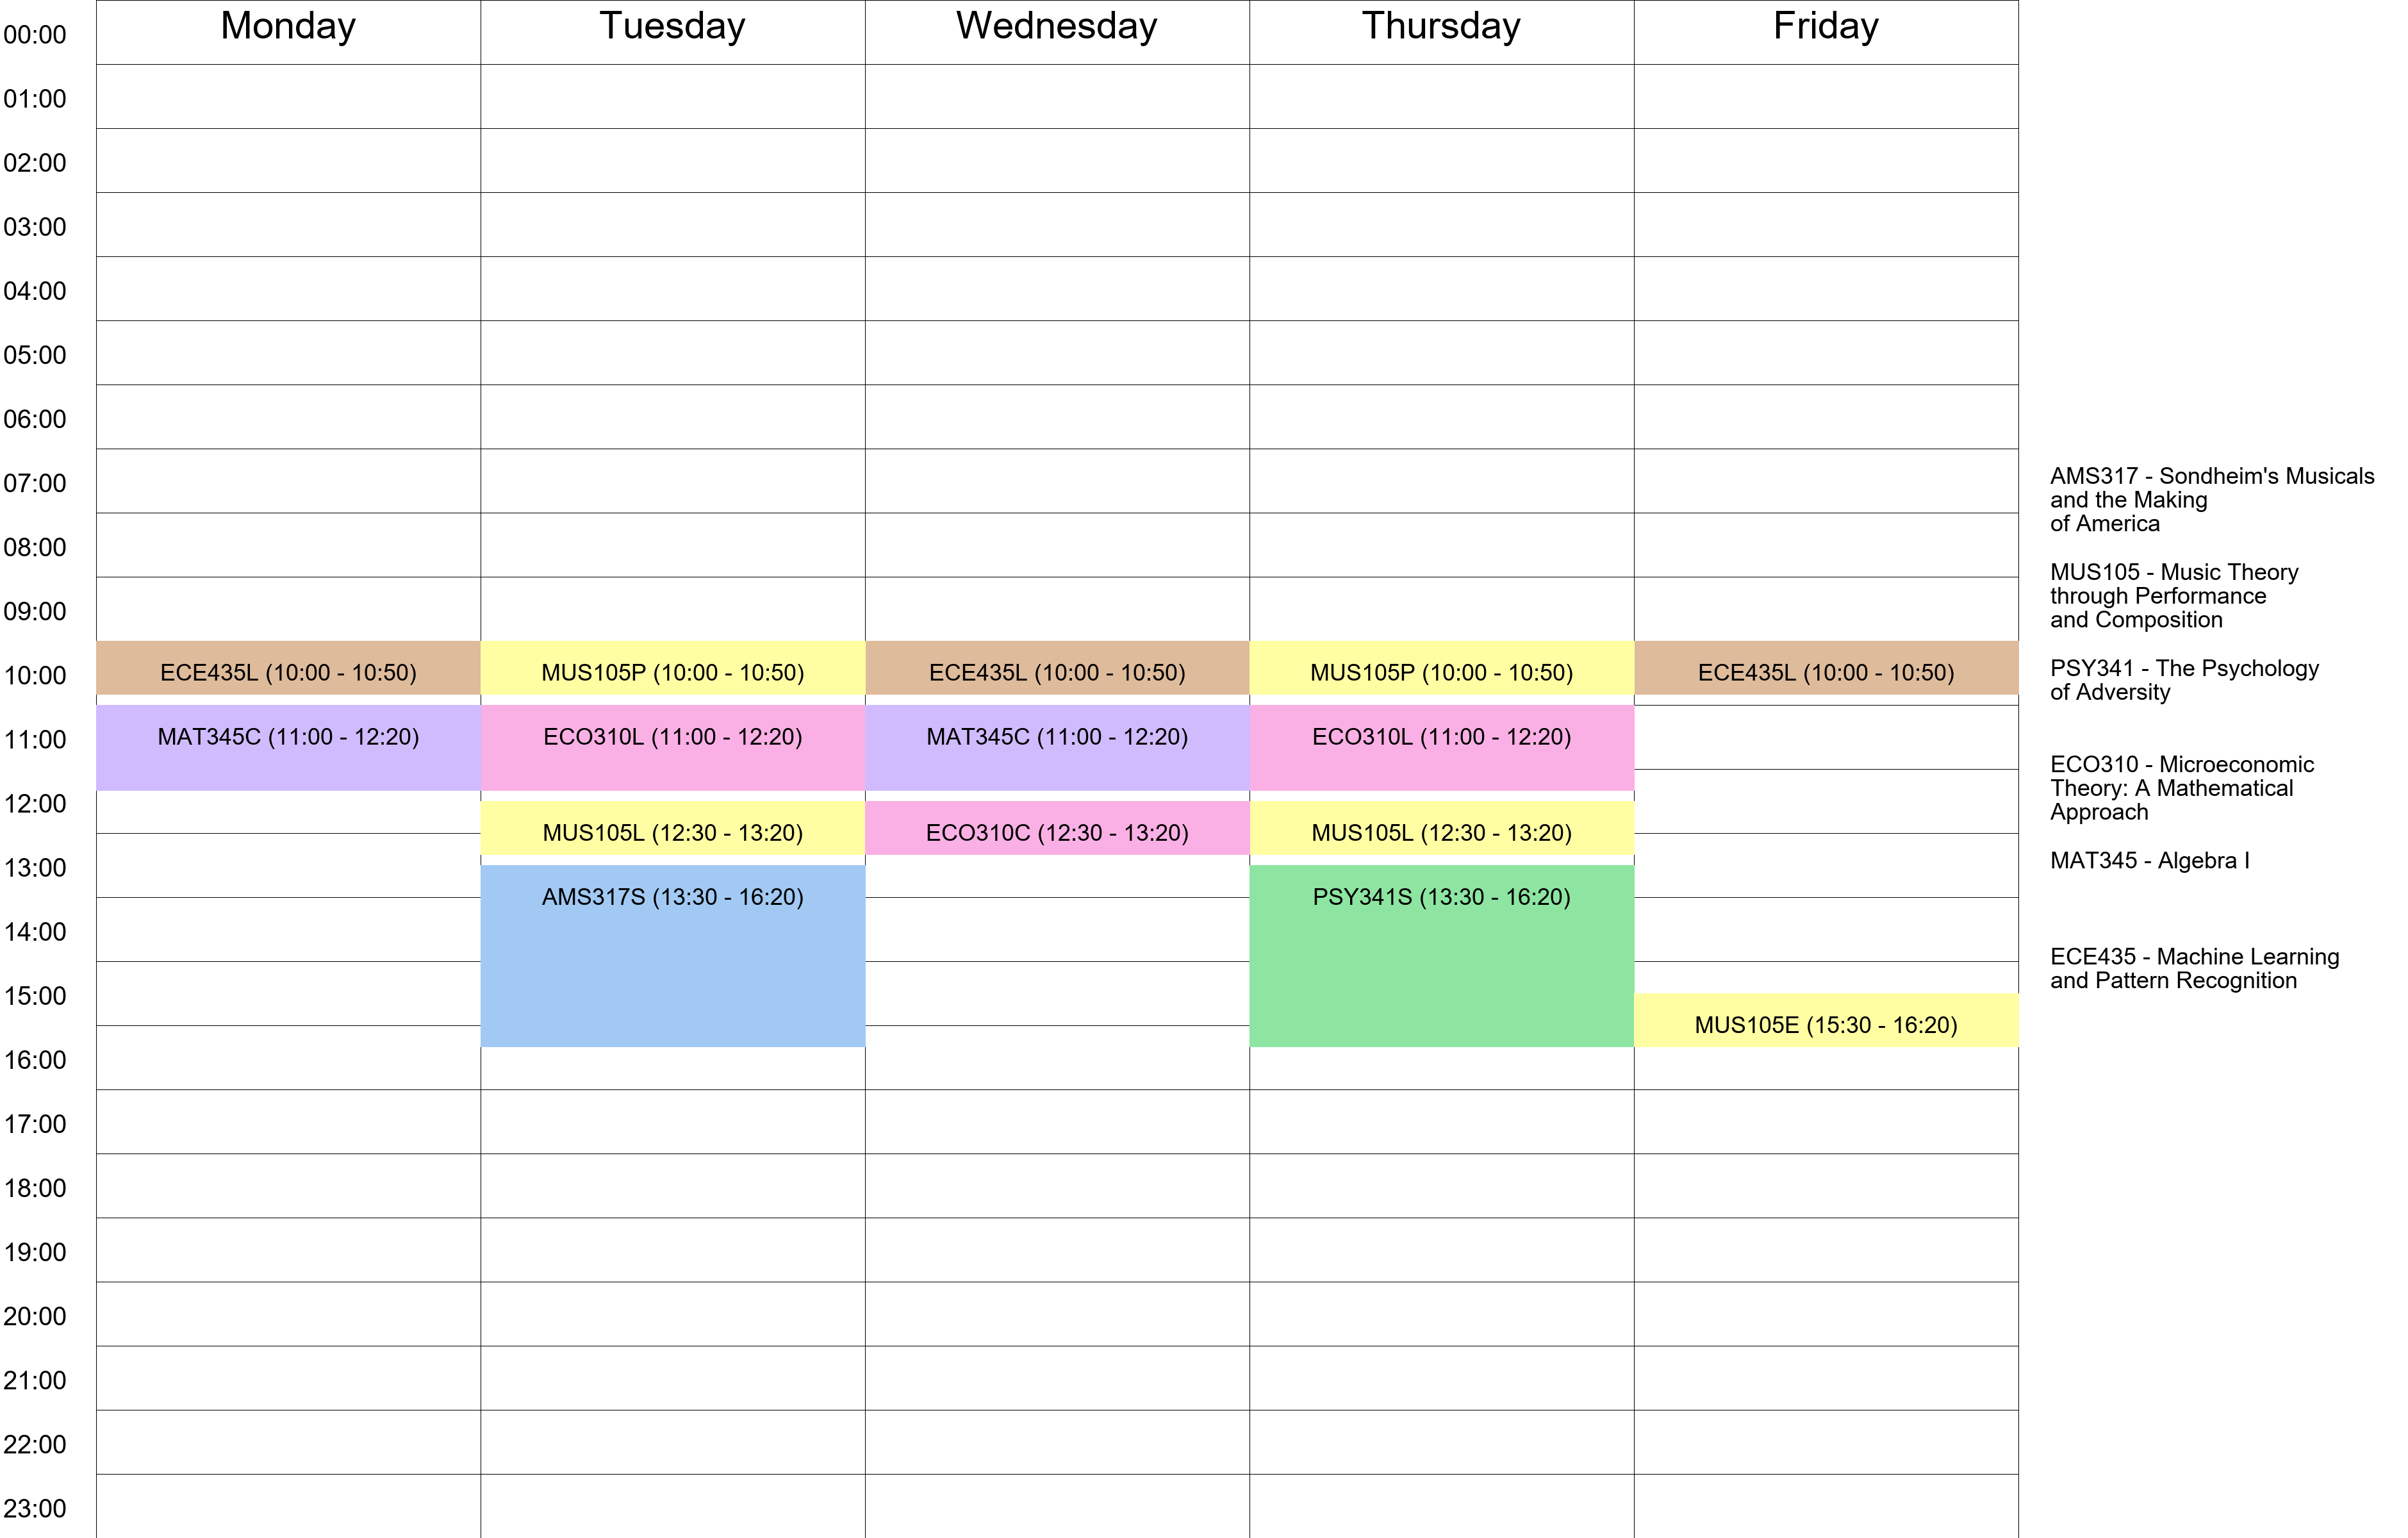 Monday Tuesday Wednesday Thursday Friday
00:00
01:00
02:00
03:00
04:00
05:00
06:00
07:00
08:00
09:00
10:00 ECE435L (10:00 - 10:50) MUS105P (10:00 - 10:50) ECE435L (10:00 - 10:50) MUS105P (10:00 - 10:50) ECE435L (10:00 - 10:50)
11:00 MAT345C (11:00 - 12:20) ECO310L (11:00 - 12:20) MAT345C (11:00 - 12:20) ECO310L (11:00 - 12:20)
12:00
MUS105L (12:30 - 13:20) ECO310C (12:30 - 13:20) MUS105L (12:30 - 13:20)
13:00
AMS317S (13:30 - 16:20) PSY341S (13:30 - 16:20)
14:00
15:00
MUS105E (15:30 - 16:20)
16:00
17:00
18:00
19:00
20:00
21:00
22:00
23:00
AMS317 - Sondheim's Musicals
and the Making
of America
MUS105 - Music Theory
through Performance
and Composition
PSY341 - The Psychology
of Adversity
ECO310 - Microeconomic
Theory: A Mathematical
Approach
MAT345 - Algebra I
ECE435 - Machine Learning
and Pattern Recognition